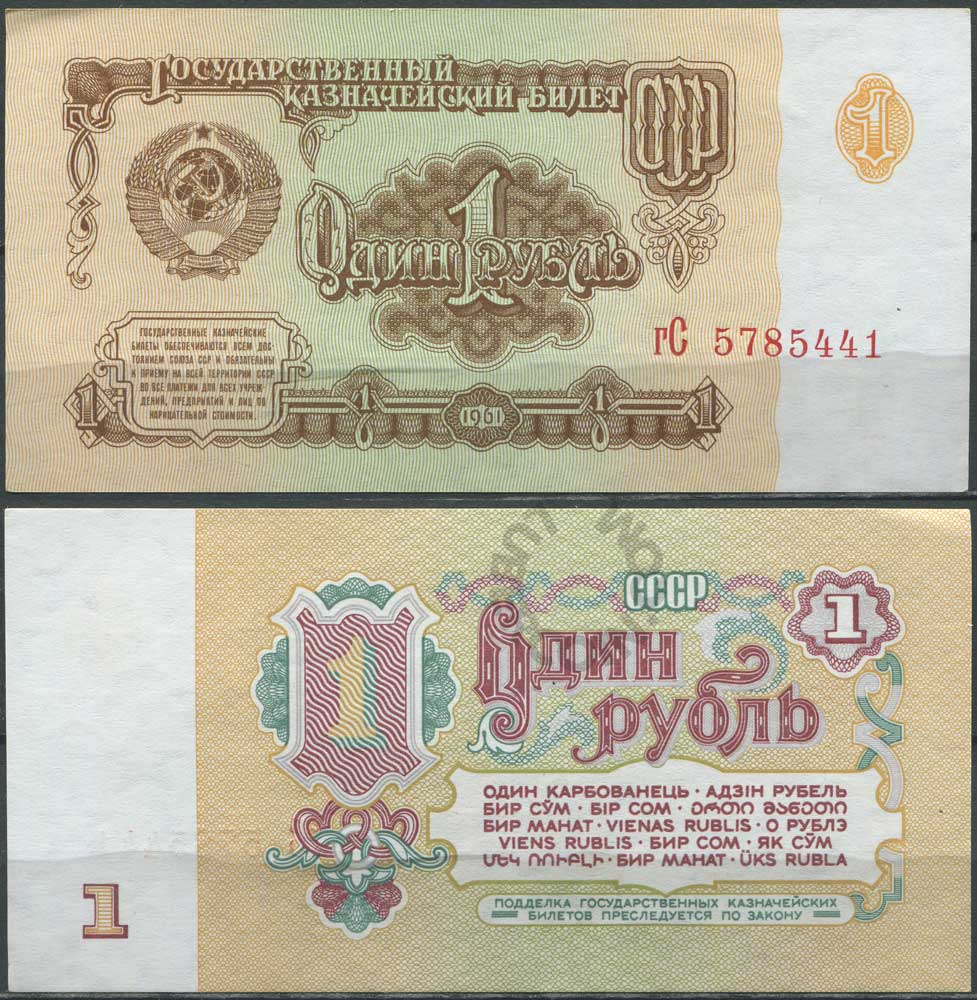 ГОСУДАРСТВЕННЫЙ
КАЗНАЧЕЙСКИЙ БИЛЕТ
СССР
1
ОДИН 1 РУБЛЬ
ГОСУДАРСТВЕННЫЕ КАЗНАЧЕЙСКИЕ
БИЛЕТЫ ОБЕСПЕЧИВАЮТСЯ ВСЕМ ДОС-
ТОЯНИЕМ СОЮЗА ССР И ОБЯЗАТЕЛЬНЫ
К ПРИЕМУ НА ВСЕЙ ТЕРРИТОРИИ СССР
ВО ВСЕ ПЛАТЕЖИ ДЛЯ ВСЕХ УЧРЕЖ-
ДЕНИЙ, ПРЕДПРИЯТИЙ И ЛИЦ ПО
НАРИЦАТЕЛЬНОЙ СТОИМОСТИ.
гС 5785441
1 1 1961 1 1
СССР
1
1
Один
рубль
ОДИН КАРБОВАНЕЦЬ · АДЗІН РУБЕЛЬ
БИР СЎМ · БІР СОМ · ᲔᲠᲗᲘ ᲛᲐᲜᲔᲗᲘ
БИР МАНАТ · VIENAS RUBLIS · О РУБЛЭ
VIENS RUBLIS · БИР СОМ · ЯК СЎМ
ՄԵԿ ՌՈՒԲԼԻ · БИР МАНАТ · ÜKS RUBLA
ПОДДЕЛКА ГОСУДАРСТВЕННЫХ КАЗНАЧЕЙСКИХ
БИЛЕТОВ ПРЕСЛЕДУЕТСЯ ПО ЗАКОНУ
1